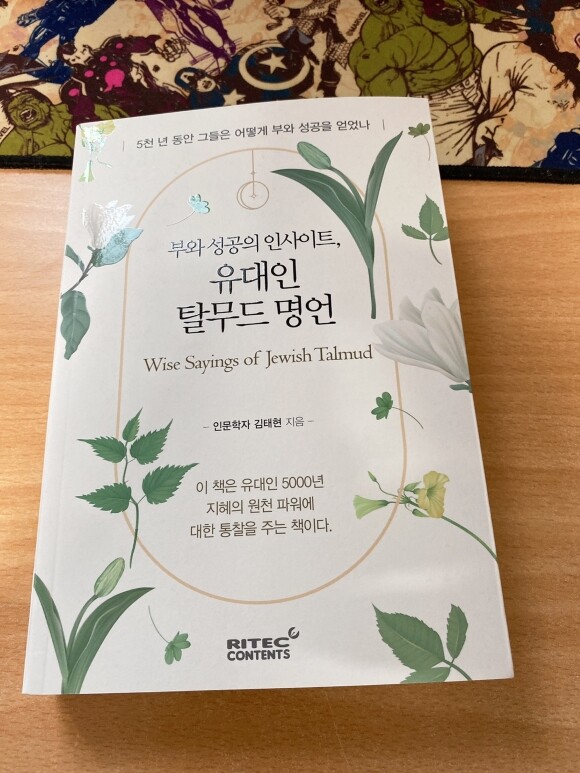 5천 년 동안 그들은 어떻게 부와 성공을 얻었나
부와 성공의 인사이트,
유대인
탈무드 명언
Wise Sayings of Jewish Talmud
- 인문학자 김태현 지음 -
이 책은 유대인 5000년
지혜의 원천 파워에
대한 통찰을 주는 책이다.
RITEC
CONTENTS